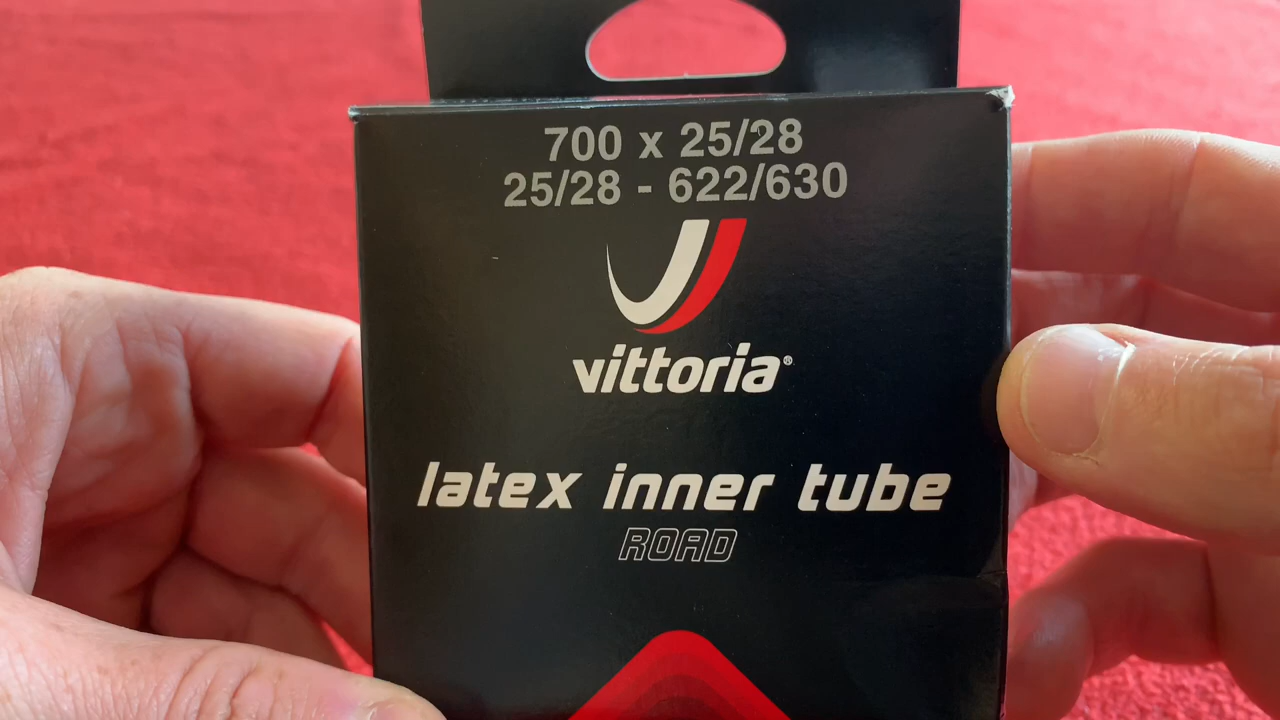 700 x 25/28
25/28 - 622/630
vittoria®
latex inner tube
ROAD